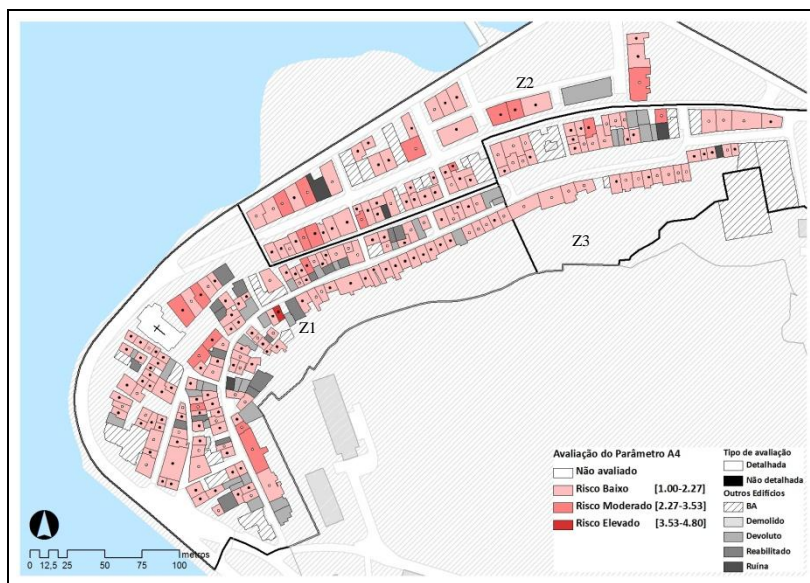 Z2
Z3
Z1
Avaliação do Parâmetro A4
Não avaliado
Risco Baixo [1.00-2.27]
Risco Moderado [2.27-3.53]
Risco Elevado [3.53-4.80]
Tipo de avaliação
Detalhada
Não detalhada
Outros Edifícios
BA
Demolido
Devoluto
Reabilitado
Ruína
0 12,5 25 50 75 100
metros